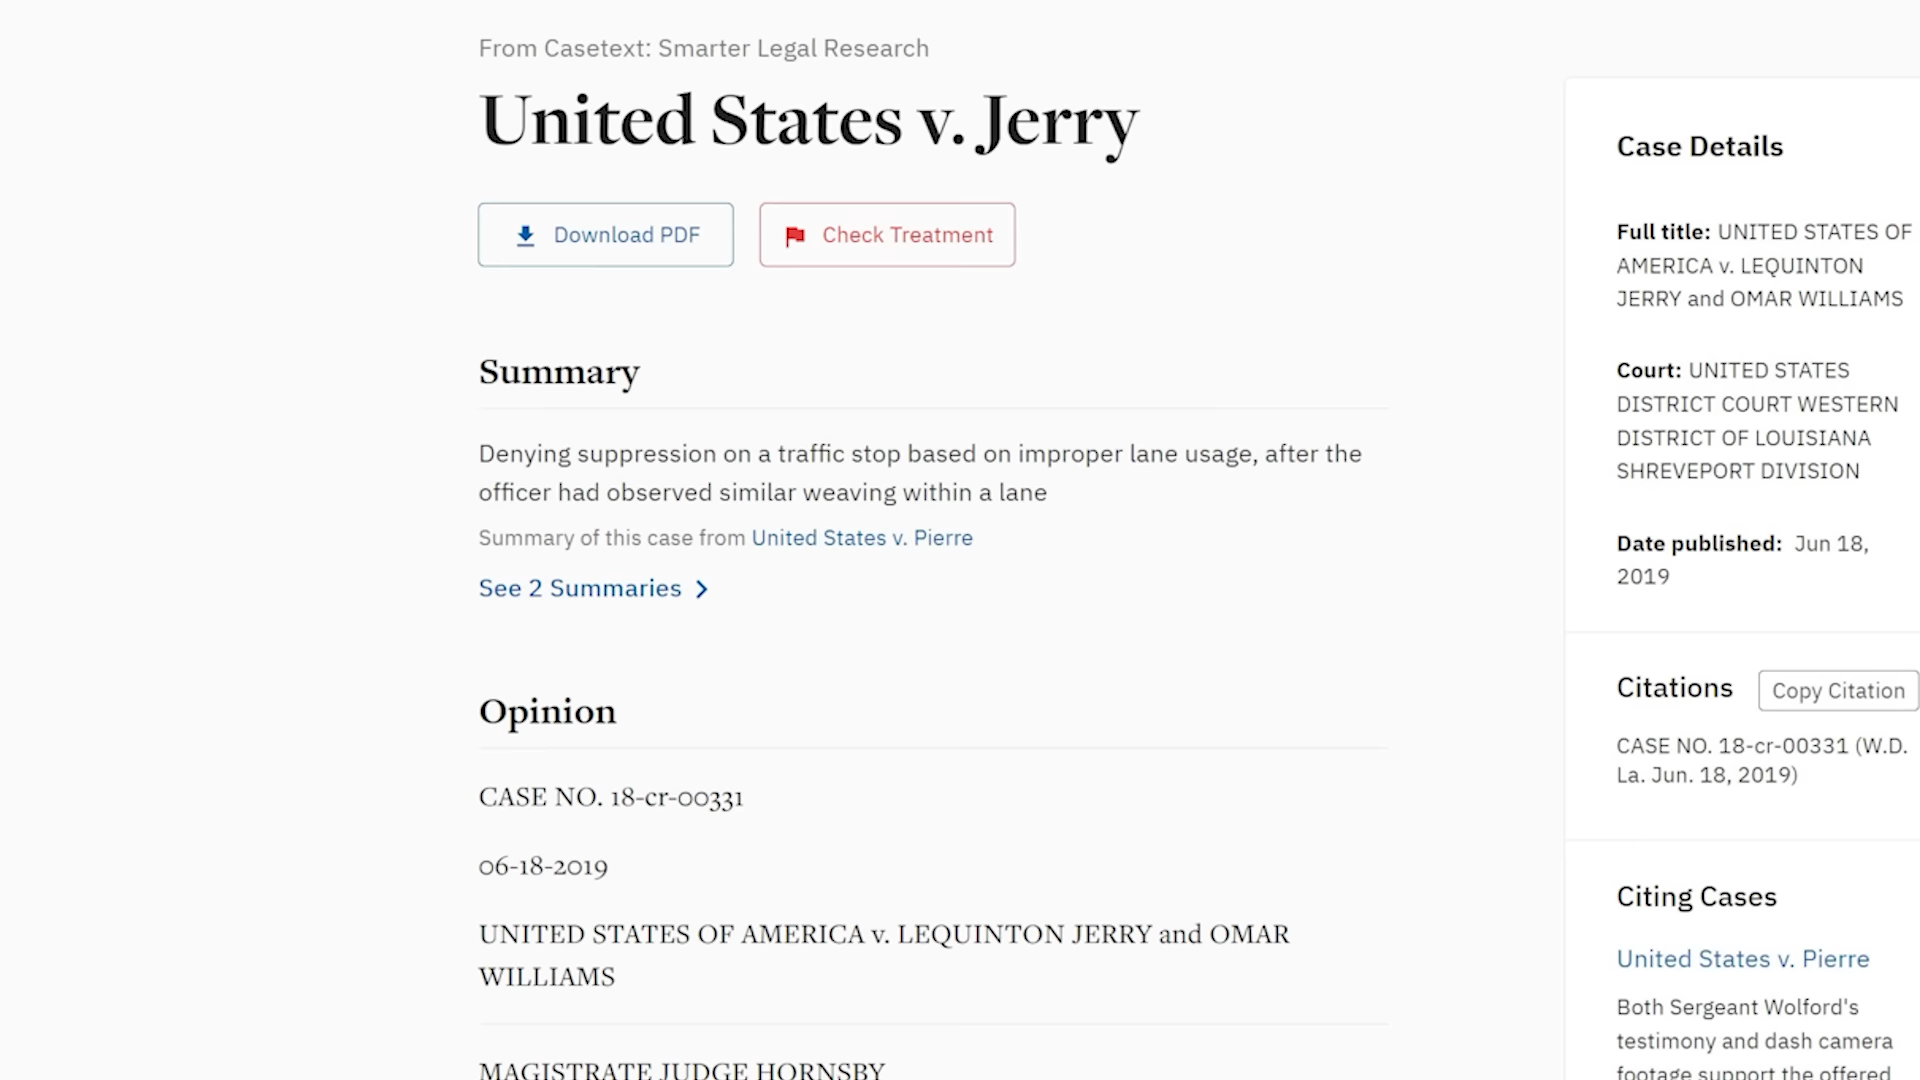 From Casetext: Smarter Legal Research
United States v. Jerry
Download PDF
Check Treatment
Summary
Denying suppression on a traffic stop based on improper lane usage, after the
officer had observed similar weaving within a lane
Summary of this case from United States v. Pierre
See 2 Summaries
Opinion
CASE NO. 18-cr-00331
06-18-2019
UNITED STATES OF AMERICA v. LEQUINTON JERRY and OMAR
WILLIAMS
MAGISTRATE JUDGE HORNSBY
Case Details
Full title: UNITED STATES OF
AMERICA v. LEQUINTON
JERRY and OMAR WILLIAMS
Court: UNITED STATES
DISTRICT COURT WESTERN
DISTRICT OF LOUISIANA
SHREVEPORT DIVISION
Date published: Jun 18,
2019
Citations
Copy Citation
CASE NO. 18-cr-00331 (W.D.
La. Jun. 18, 2019)
Citing Cases
United States v. Pierre
Both Sergeant Wolford's
testimony and dash camera
footage support the offered